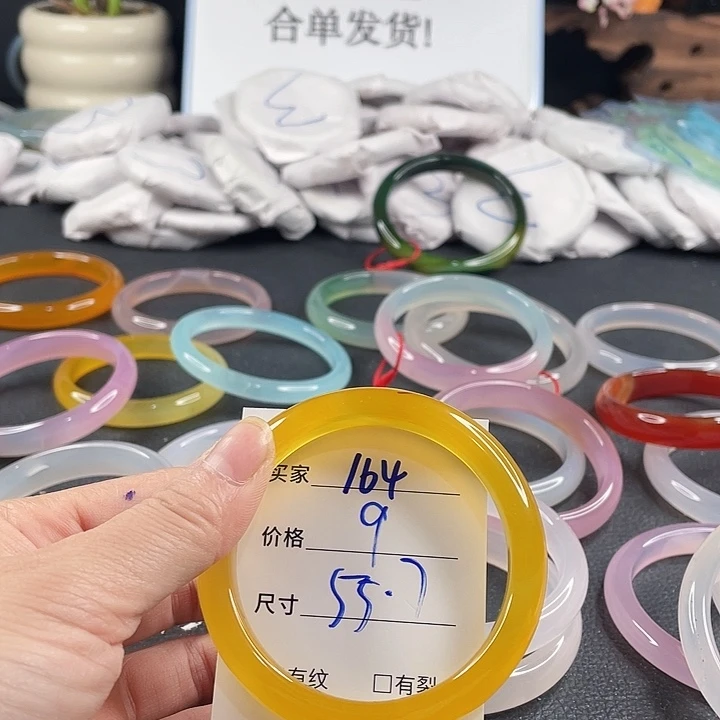 合单发货!
买家 164
价格 9
尺寸 55.7
有纹 □有裂